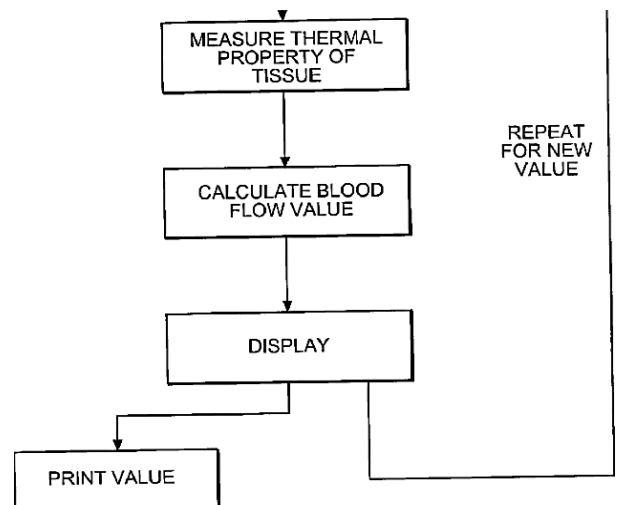 MEASURE THERMAL
PROPERTY OF
TISSUE
REPEAT
FOR NEW
VALUE
CALCULATE BLOOD
FLOW VALUE
DISPLAY
PRINT VALUE